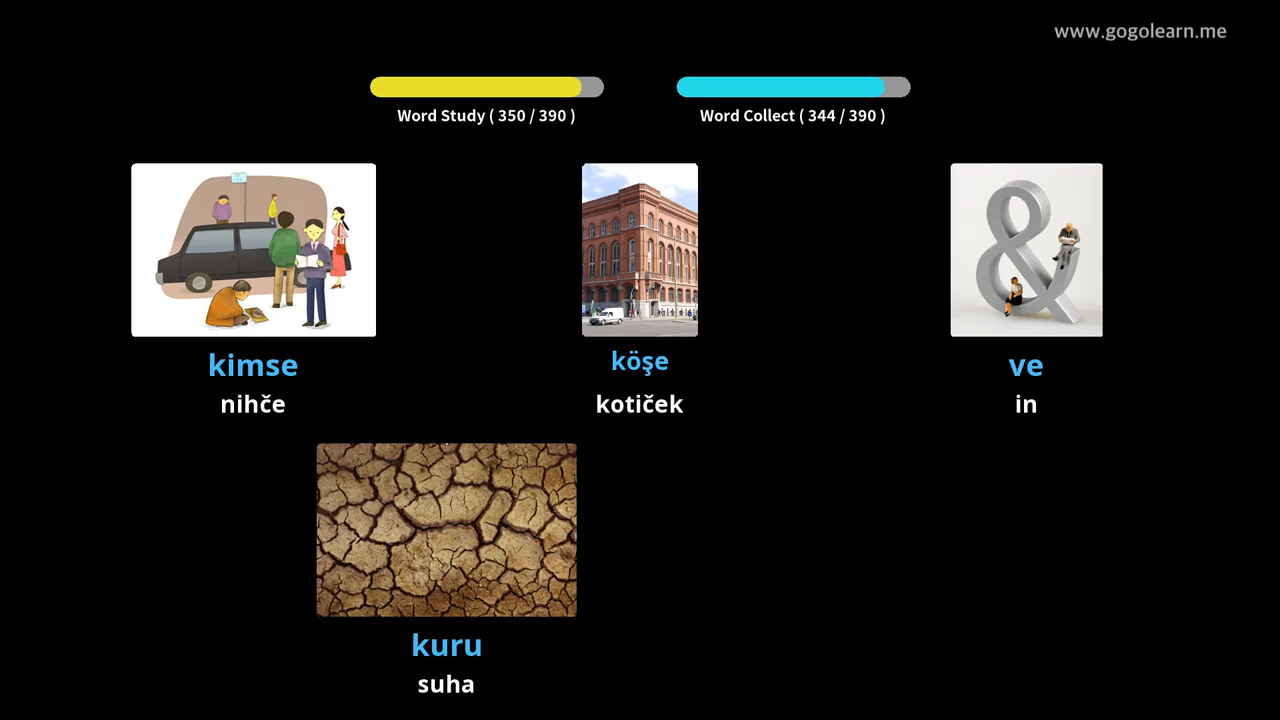 www.gogolearn.me
Word Study ( 350 / 390 )
Word Collect ( 344 / 390 )
kimse
nihče
köşe
kotiček
ve
in
&
kuru
suha